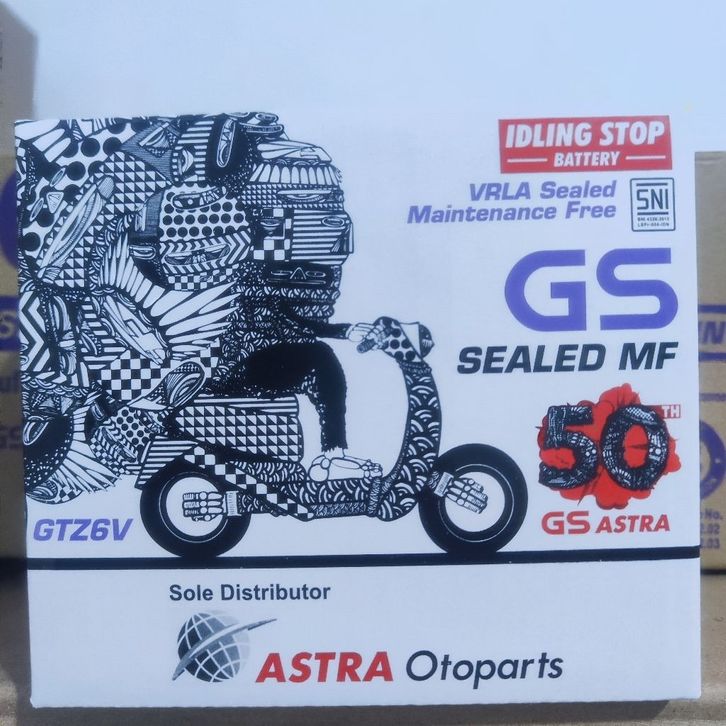 IDLING STOP
BATTERY
VRLA Sealed
Maintenance Free
SNI
GS
SEALED MF
50TH
GS ASTRA
GTZ6V
Sole Distributor
ASTRA Otoparts